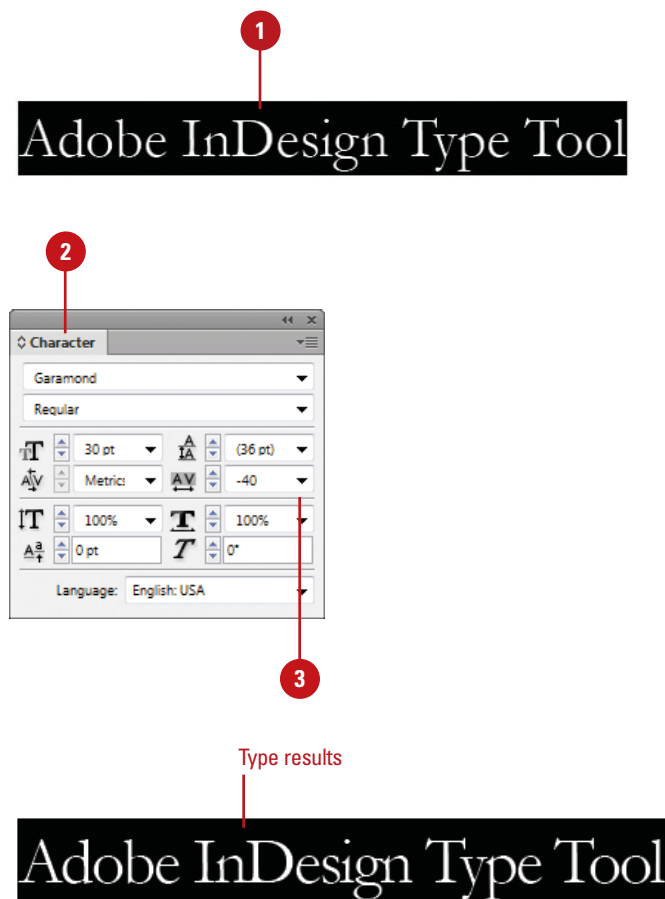 1
Adobe InDesign Type Tool
2
Character
Garamond
Regular
30 pt (36 pt)
Metrics -40
100% 100%
0 pt 0°
Language: English: USA
3
Type results
Adobe InDesign Type Tool